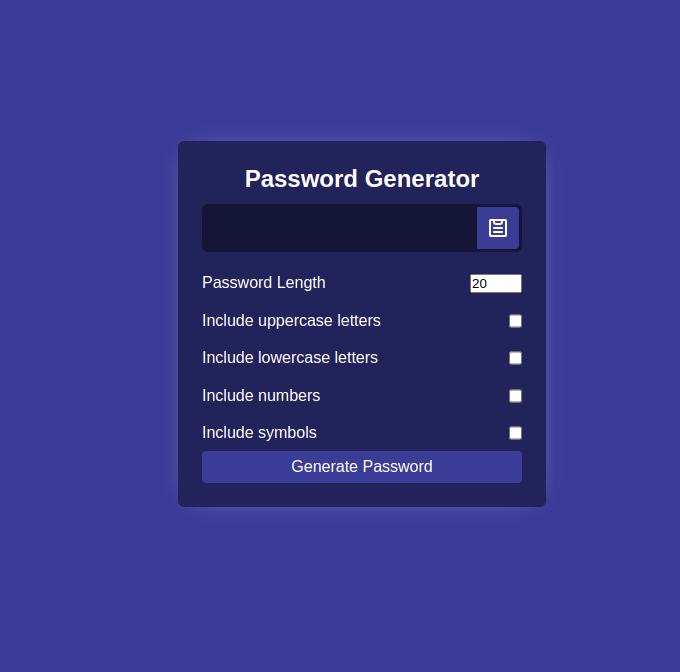 Password Generator
Password Length 20
Include uppercase letters
Include lowercase letters
Include numbers
Include symbols
Generate Password